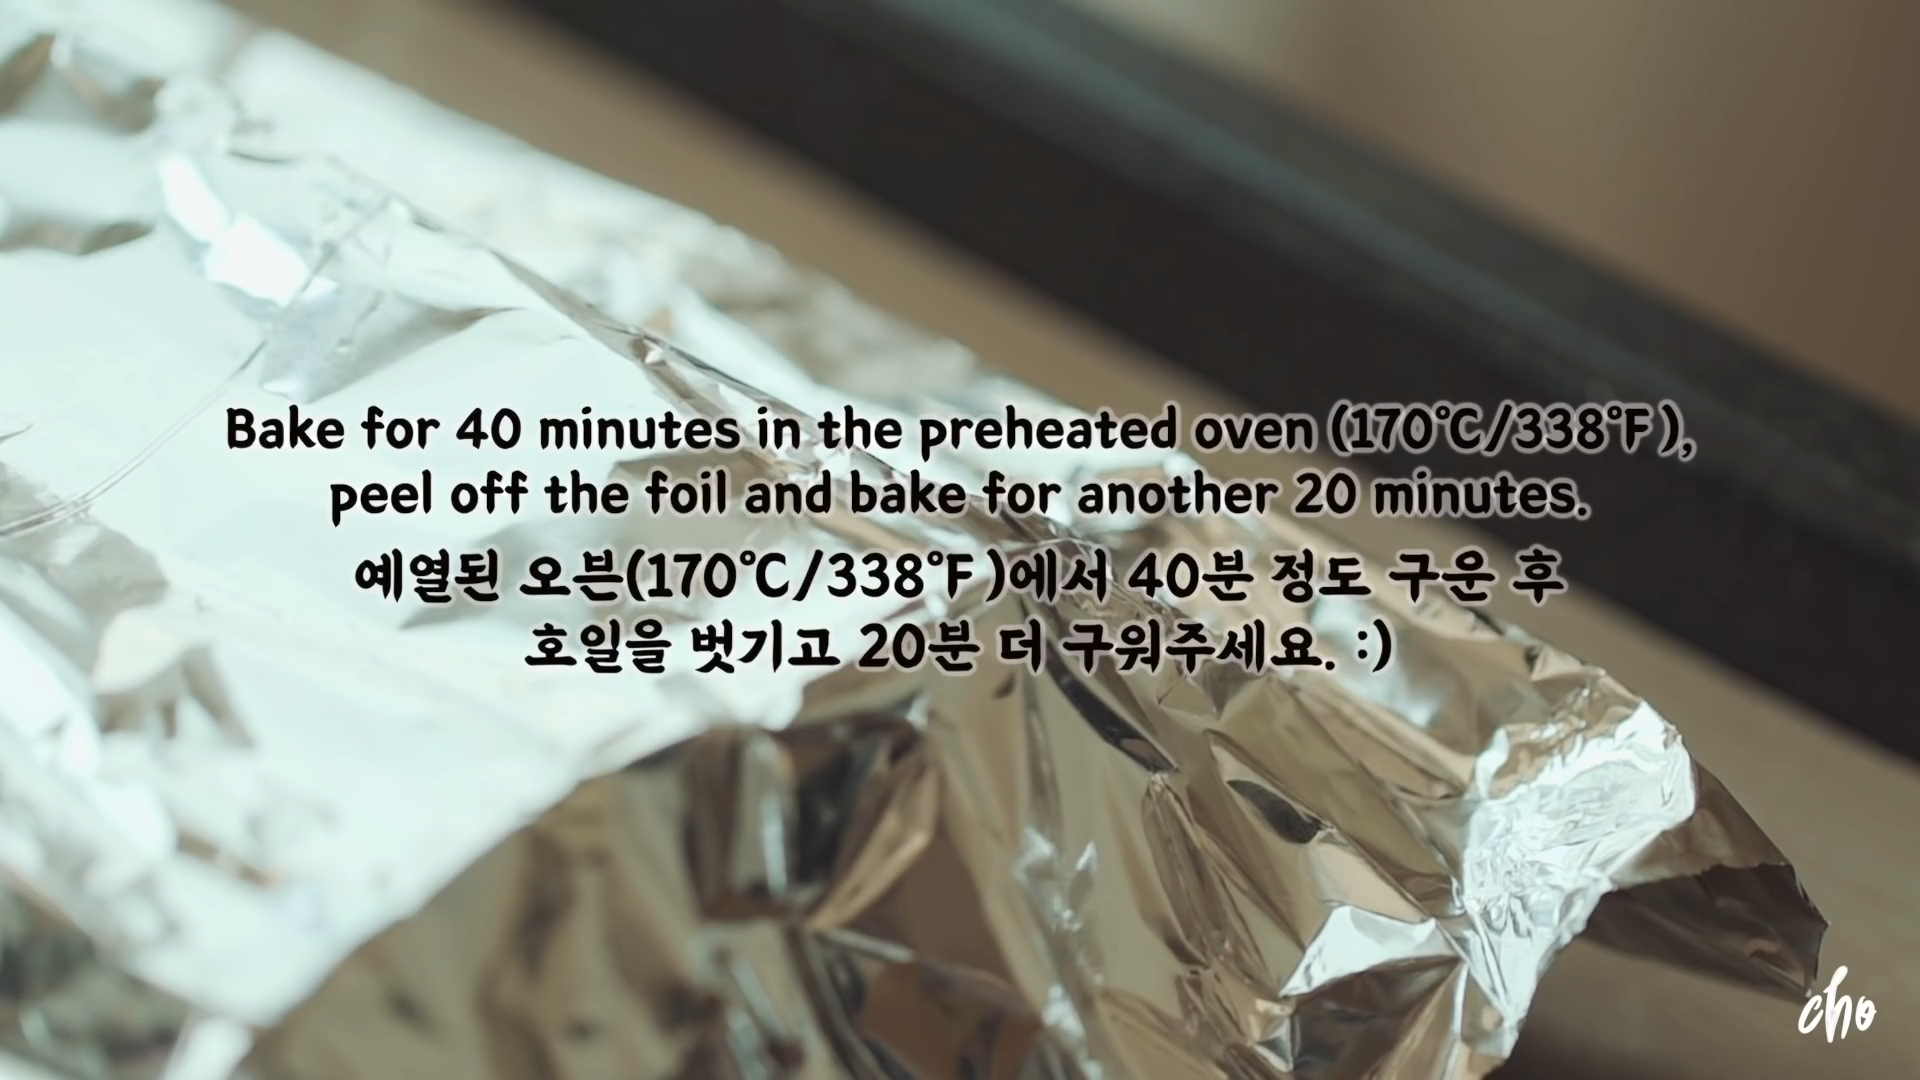 Bake for 40 minutes in the preheated oven (170℃/338℉),
peel off the foil and bake for another 20 minutes.
예열된 오븐(170℃/338℉)에서 40분 정도 구운 후
호일을 벗기고 20분 더 구워주세요. :)
cho